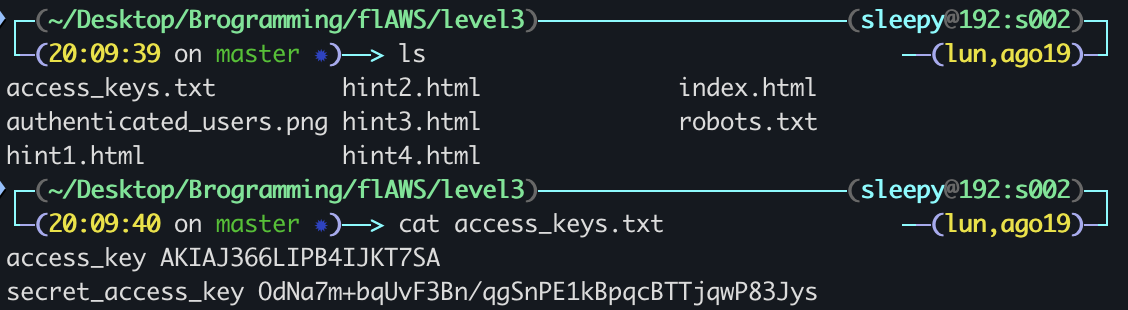 (~/Desktop/Brogramming/flAWS/level3) (sleepy@192:s002)
(20:09:39 on master ✹)—> ls (lun,ago19)
access_keys.txt hint2.html index.html
authenticated_users.png hint3.html robots.txt
hint1.html hint4.html
(~/Desktop/Brogramming/flAWS/level3) (sleepy@192:s002)
(20:09:40 on master ✹)—> cat access_keys.txt (lun,ago19)
access_key AKIAJ366LIPB4IJKT7SA
secret_access_key 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